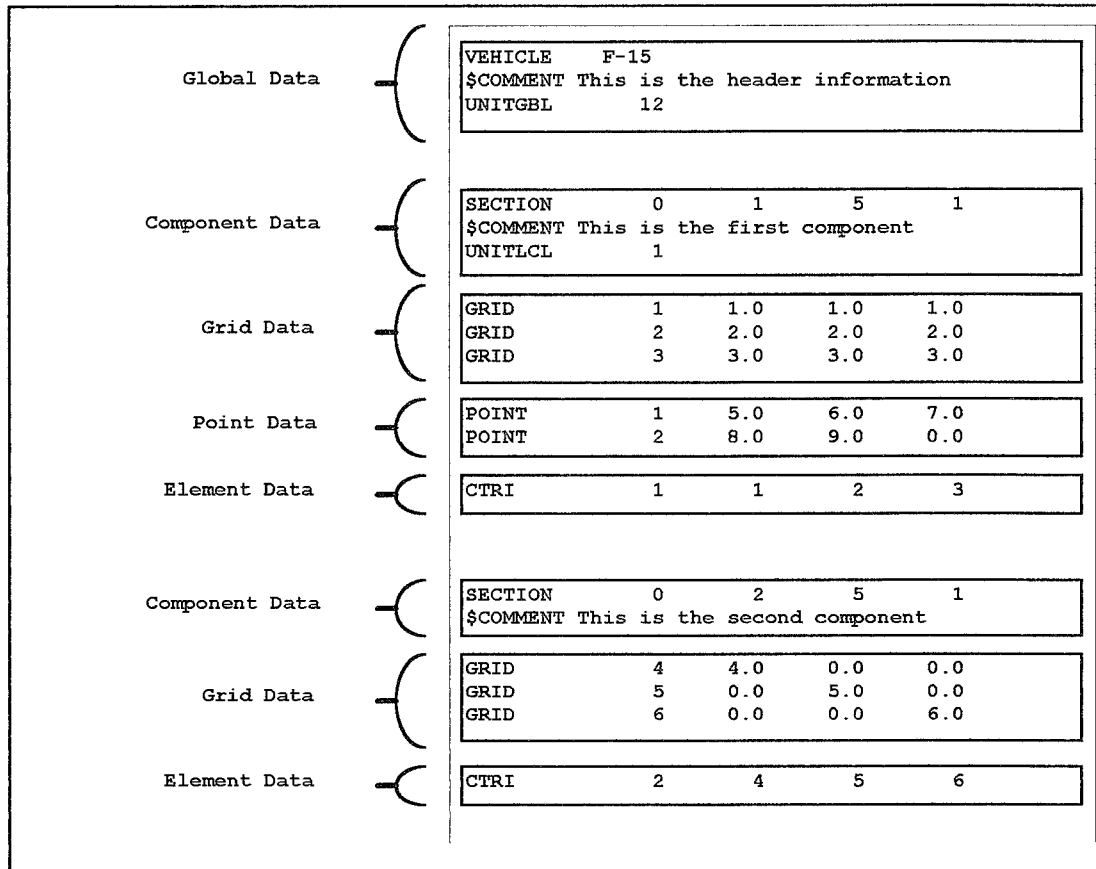 Global Data
VEHICLE F-15
$COMMENT This is the header information
UNITGBL 12
Component Data
SECTION 0 1 5 1
$COMMENT This is the first component
UNITLCL 1
Grid Data
GRID 1 1.0 1.0 1.0
GRID 2 2.0 2.0 2.0
GRID 3 3.0 3.0 3.0
Point Data
POINT 1 5.0 6.0 7.0
POINT 2 8.0 9.0 0.0
Element Data
CTRI 1 1 2 3
Component Data
SECTION 0 2 5 1
$COMMENT This is the second component
Grid Data
GRID 4 4.0 0.0 0.0
GRID 5 0.0 5.0 0.0
GRID 6 0.0 0.0 6.0
Element Data
CTRI 2 4 5 6